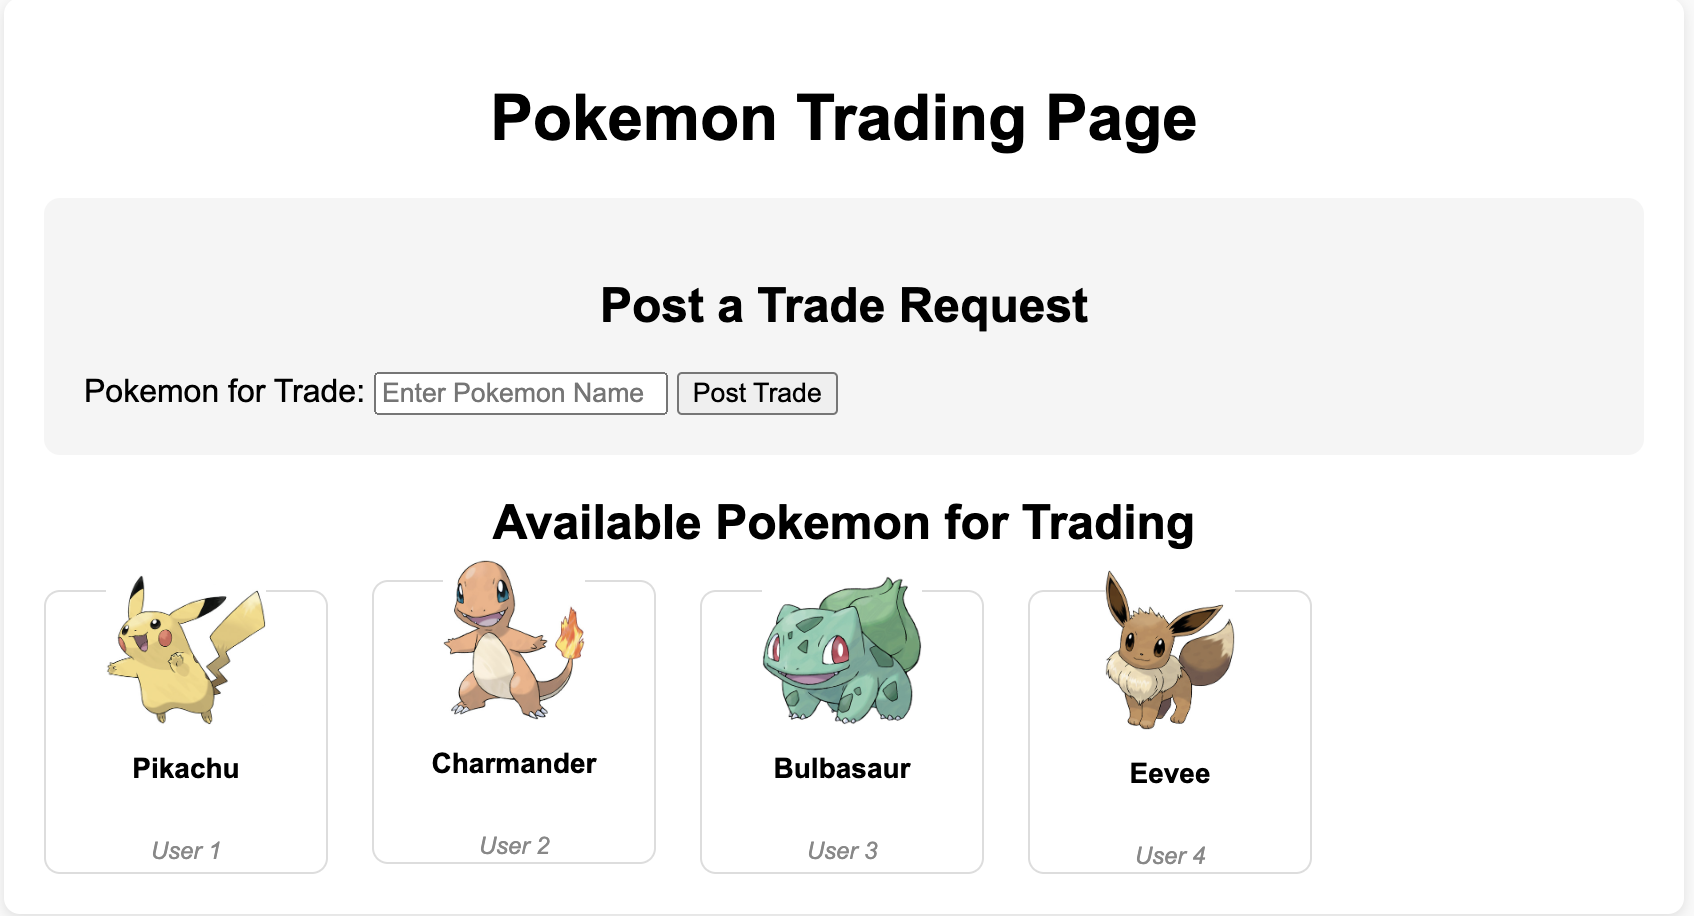 Pokemon Trading Page
Post a Trade Request
Pokemon for Trade: Enter Pokemon Name Post Trade
Available Pokemon for Trading
Pikachu
User 1
Charmander
User 2
Bulbasaur
User 3
Eevee
User 4